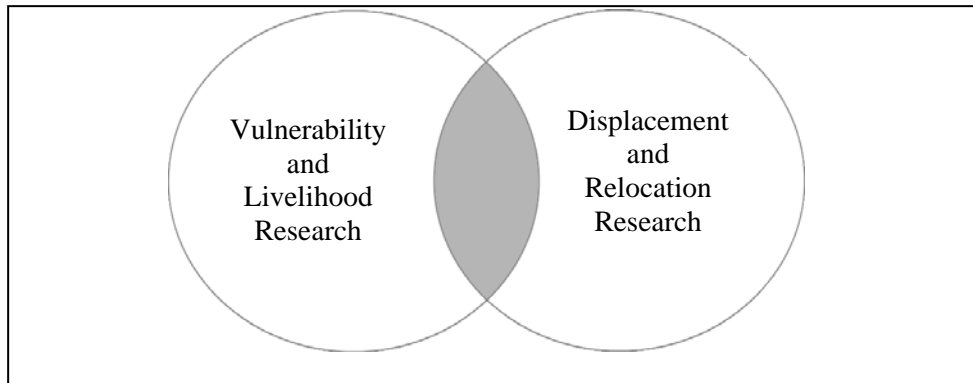 Vulnerability
and
Livelihood
Research
Displacement
and
Relocation
Research